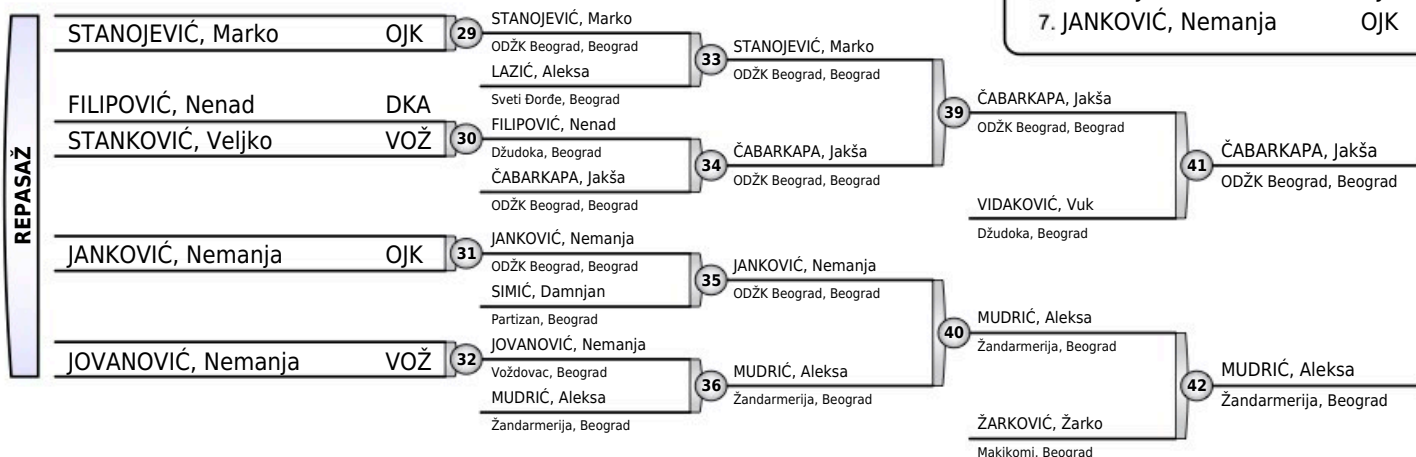 7. JANKOVIĆ, Nemanja OJK
REPASAŽ
STANOJEVIĆ, Marko OJK
FILIPOVIĆ, Nenad DKA
STANKOVIĆ, Veljko VOŽ
JANKOVIĆ, Nemanja OJK
JOVANOVIĆ, Nemanja VOŽ
29
30
31
32
STANOJEVIĆ, Marko
ODŽK Beograd, Beograd
LAZIĆ, Aleksa
Sveti Đorđe, Beograd
FILIPOVIĆ, Nenad
Džudoka, Beograd
ČABARKAPA, Jakša
ODŽK Beograd, Beograd
JANKOVIĆ, Nemanja
ODŽK Beograd, Beograd
SIMIĆ, Damnjan
Partizan, Beograd
JOVANOVIĆ, Nemanja
Voždovac, Beograd
MUDRIĆ, Aleksa
Žandarmerija, Beograd
33
34
35
36
STANOJEVIĆ, Marko
ODŽK Beograd, Beograd
ČABARKAPA, Jakša
ODŽK Beograd, Beograd
JANKOVIĆ, Nemanja
ODŽK Beograd, Beograd
MUDRIĆ, Aleksa
Žandarmerija, Beograd
39
40
ČABARKAPA, Jakša
ODŽK Beograd, Beograd
VIDAKOVIĆ, Vuk
Džudoka, Beograd
MUDRIĆ, Aleksa
Žandarmerija, Beograd
ŽARKOVIĆ, Žarko
Makikomi, Beograd
41
42
ČABARKAPA, Jakša
ODŽK Beograd, Beograd
MUDRIĆ, Aleksa
Žandarmerija, Beograd